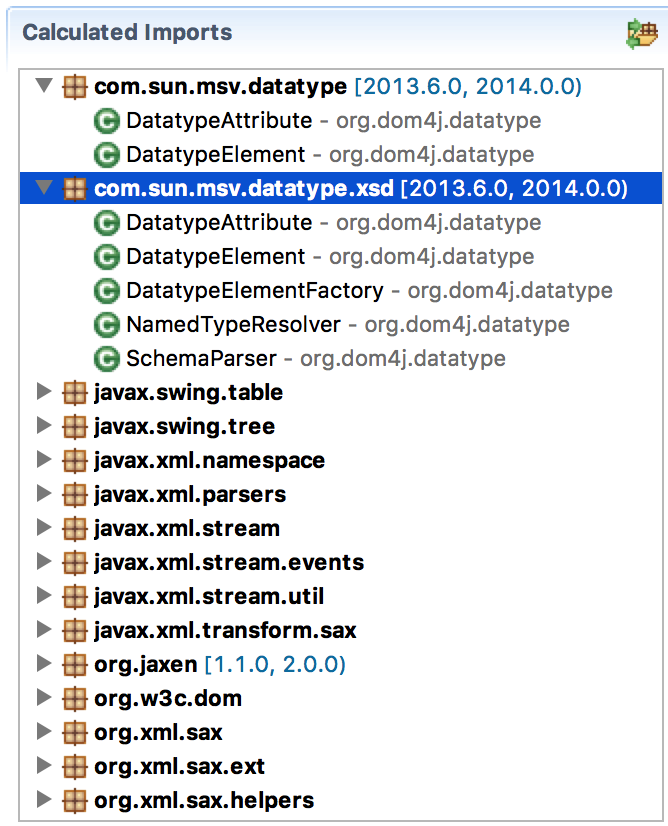 Calculated Imports
com.sun.msv.datatype [2013.6.0, 2014.0.0)
C DatatypeAttribute - org.dom4j.datatype
C DatatypeElement - org.dom4j.datatype
com.sun.msv.datatype.xsd [2013.6.0, 2014.0.0)
C DatatypeAttribute - org.dom4j.datatype
C DatatypeElement - org.dom4j.datatype
C DatatypeElementFactory - org.dom4j.datatype
C NamedTypeResolver - org.dom4j.datatype
C SchemaParser - org.dom4j.datatype
javax.swing.table
javax.swing.tree
javax.xml.namespace
javax.xml.parsers
javax.xml.stream
javax.xml.stream.events
javax.xml.stream.util
javax.xml.transform.sax
org.jaxen [1.1.0, 2.0.0)
org.w3c.dom
org.xml.sax
org.xml.sax.ext
org.xml.sax.helpers